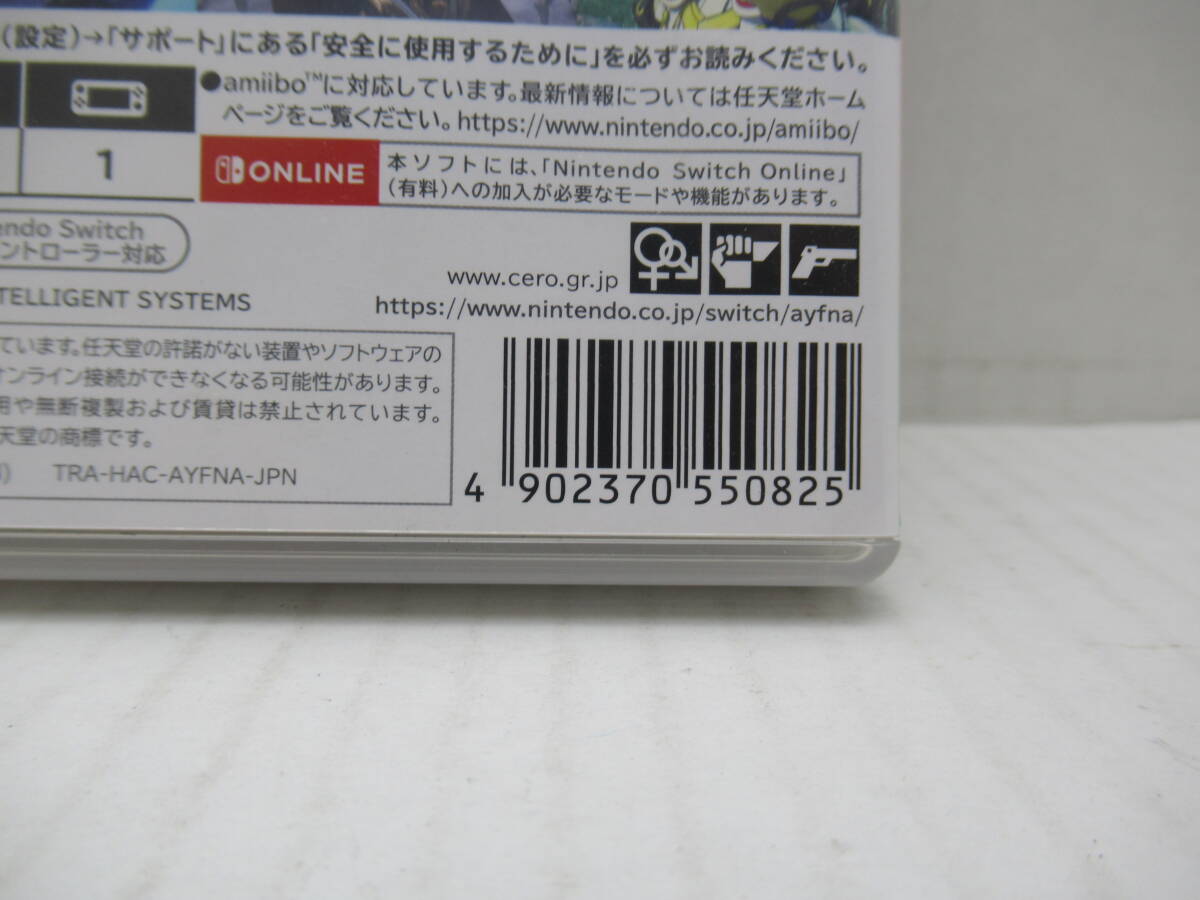 (設定)→「サポート」にある「安全に使用するために」を必ずお読みください。
●amiibo™に対応しています。最新情報については任天堂ホーム
ページをご覧ください。https://www.nintendo.co.jp/amiibo/
1
ONLINE
本ソフトには、「Nintendo Switch Online」
(有料)への加入が必要なモードや機能があります。
Switch
ントローラー対応
www.cero.gr.jp
TELLIGENT SYSTEMS
https://www.nintendo.co.jp/switch/ayfna/
ています。任天堂の許諾がない装置やソフトウェアの
オンライン接続ができなくなる可能性があります。
用や無断複製および賃貸は禁止されています。
天堂の商標です。
TRA-HAC-AYFNA-JPN
4 902370 550825